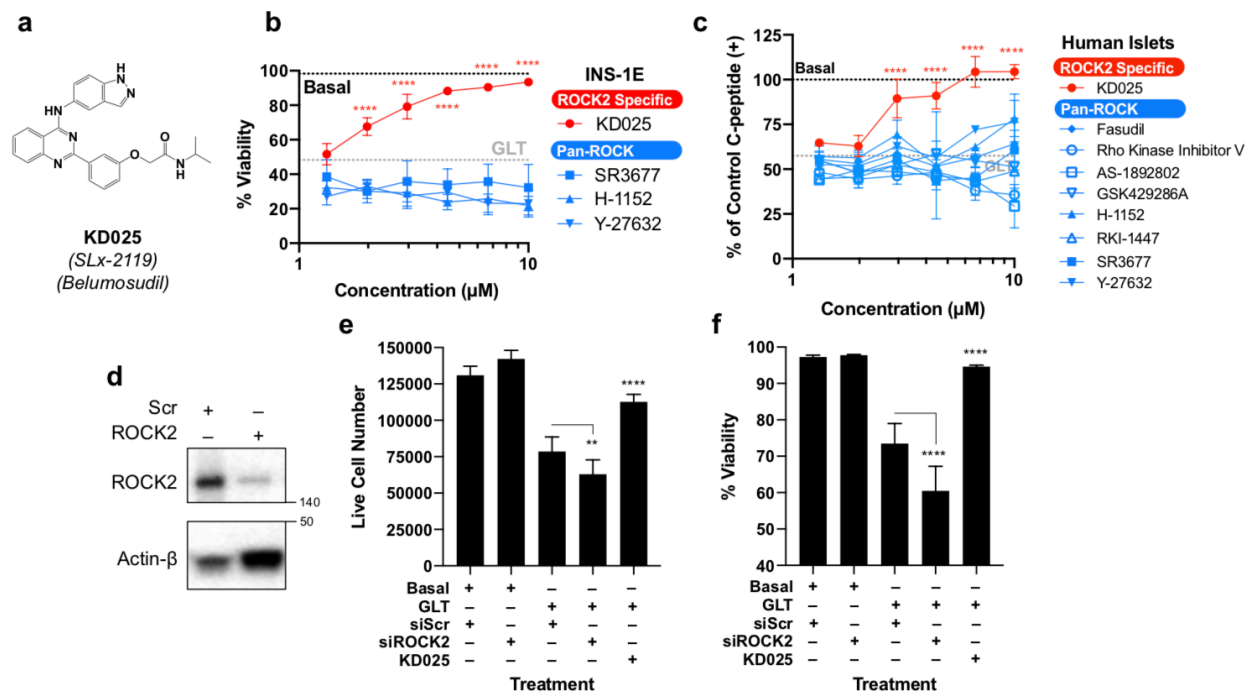 a
HN
N
N
N
O
O
N
H
NH
KD025
(SLx-2119)
(Belumosudil)
b
% Viability
100
80
60
40
20
0
Basal
****
****
****
****
****
GLT
1
10
Concentration (µM)
INS-1E
ROCK2 Specific
KD025
Pan-ROCK
SR3677
H-1152
Y-27632
c
% of Control C-peptide (+)
125
100
75
50
25
0
Basal
****
****
****
****
GLT
1
10
Concentration (µM)
Human Islets
ROCK2 Specific
KD025
Pan-ROCK
Fasudil
Rho Kinase Inhibitor V
AS-1892802
GSK429286A
H-1152
RKI-1447
SR3677
Y-27632
d
Scr + –
ROCK2 – +
ROCK2
140
50
Actin-β
e
Live Cell Number
150000
125000
100000
75000
50000
25000
0
**
****
Basal + + – – –
GLT – – + + +
siScr + – + – –
siROCK2 – + – + –
KD025 – – – – +
Treatment
f
% Viability
100
90
80
70
60
50
40
****
****
Basal + + – – –
GLT – – + + +
siScr + – + – –
siROCK2 – + – + –
KD025 – – – – +
Treatment